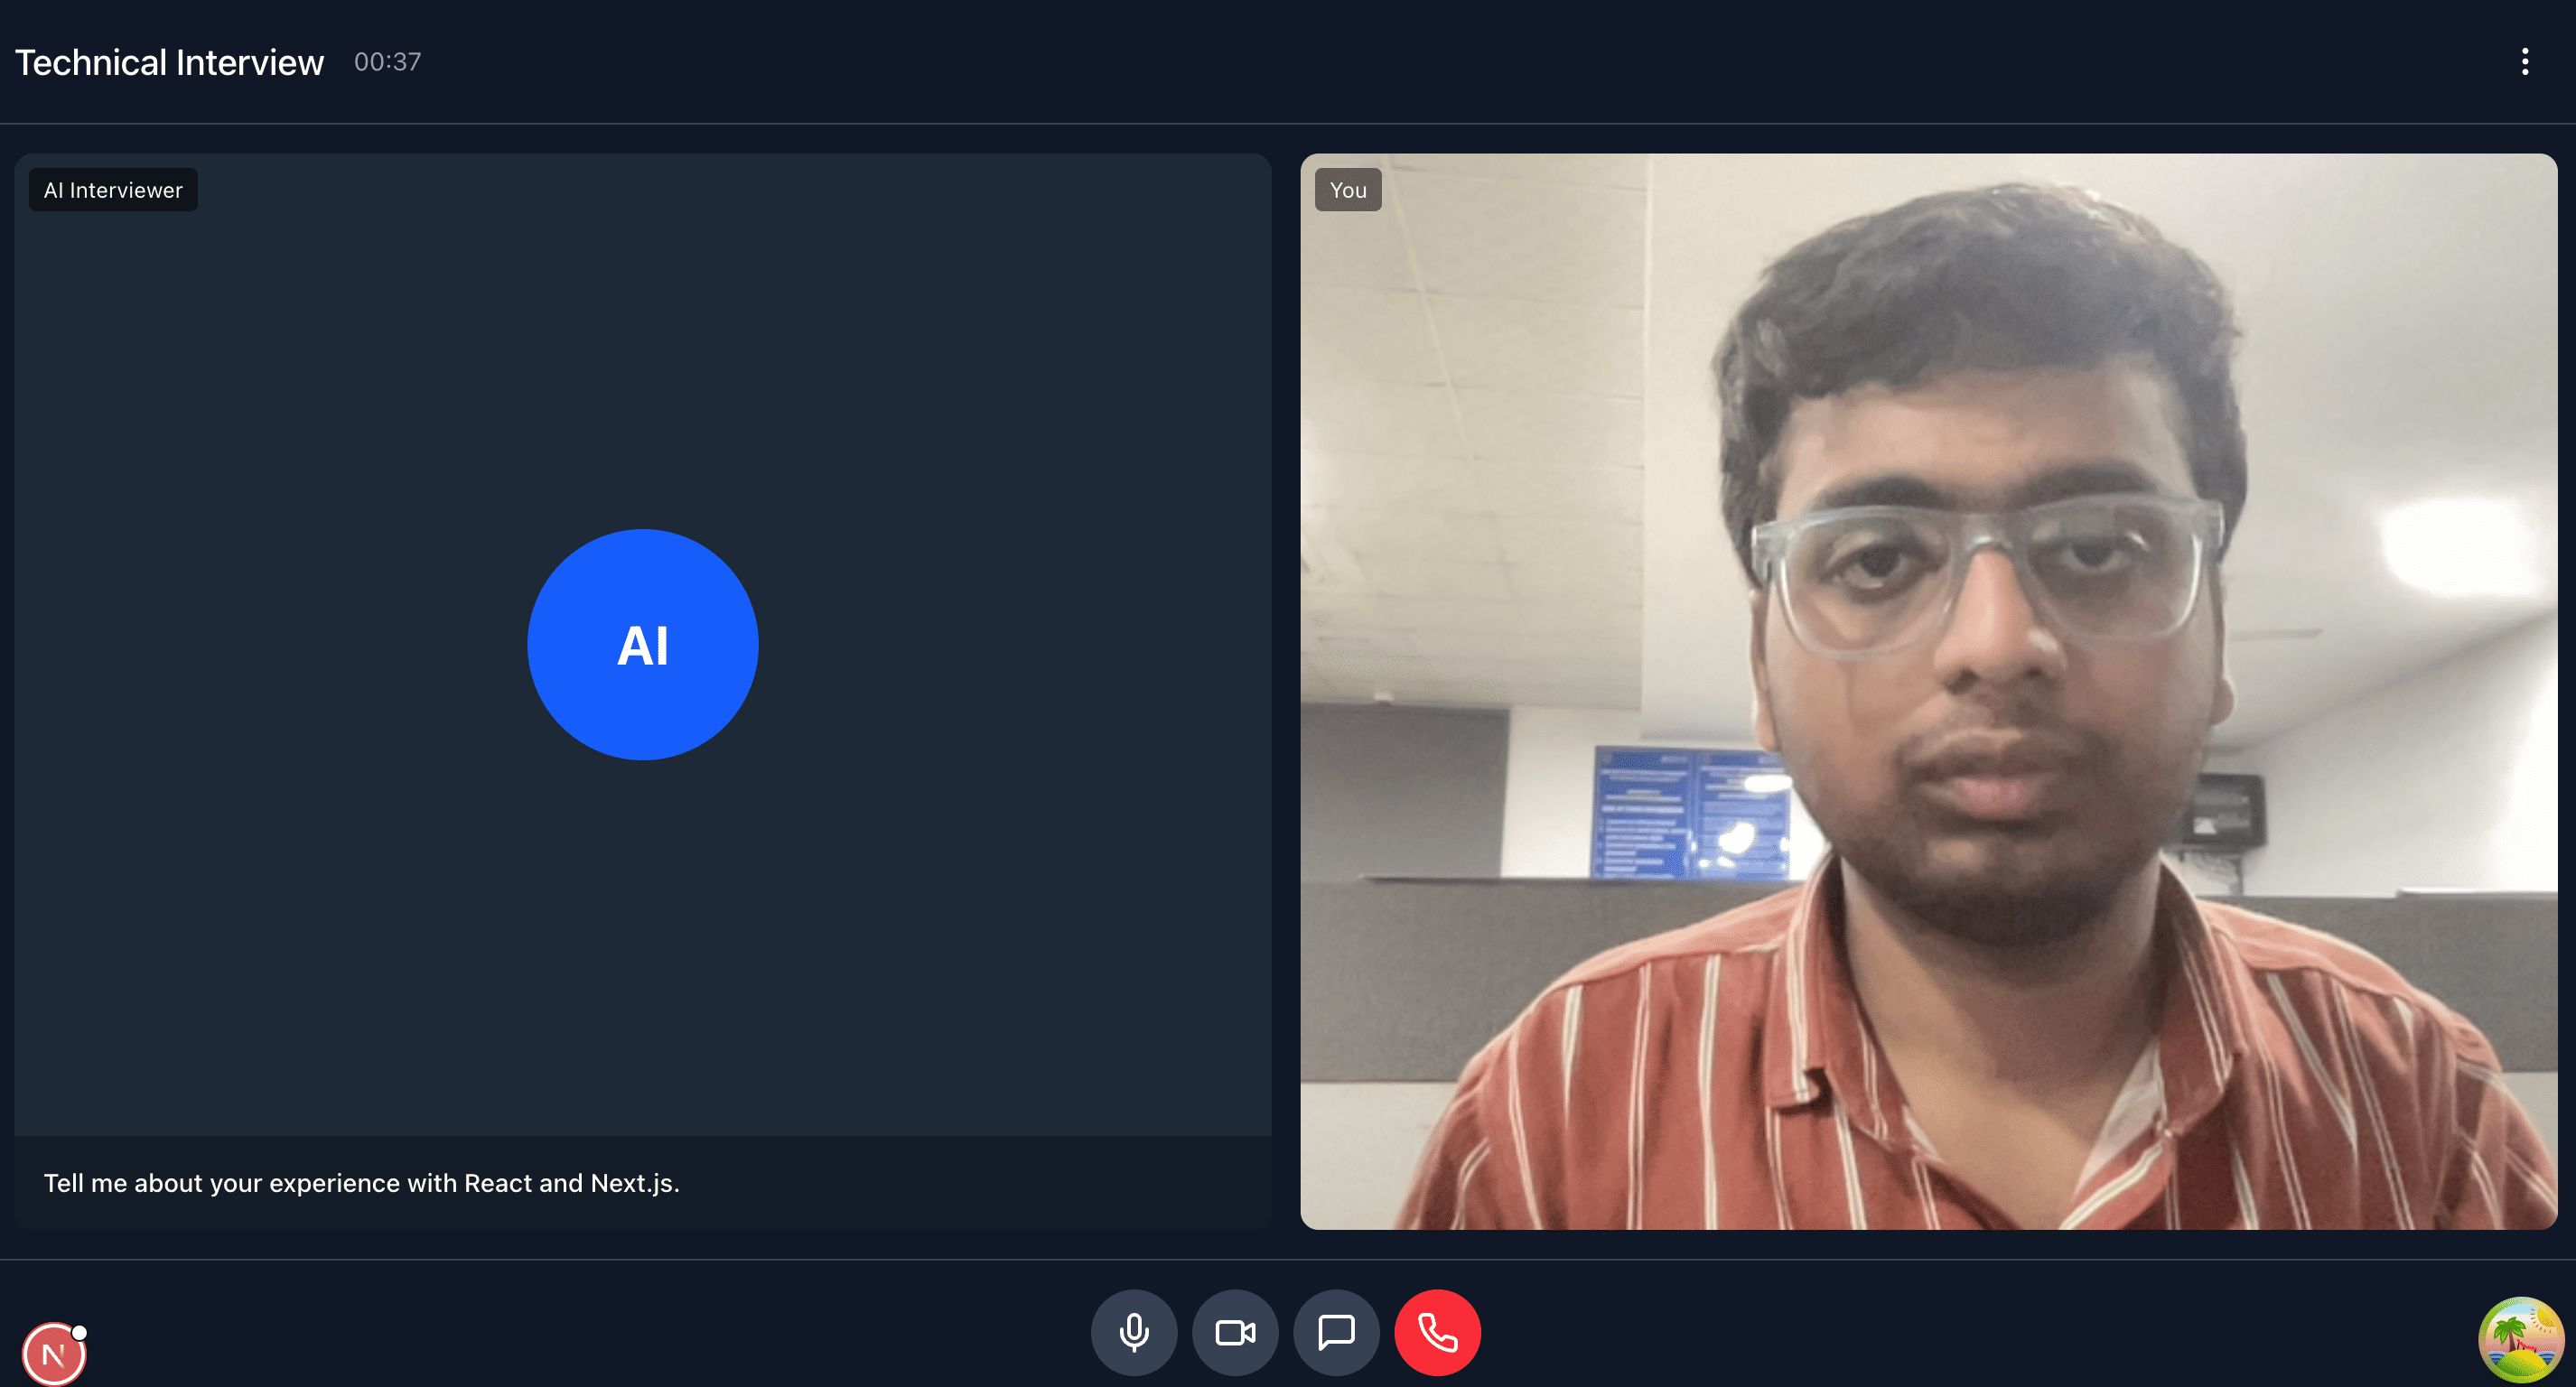 Technical Interview 00:37
AI Interviewer
You
AI
Tell me about your experience with React and Next.js.
N